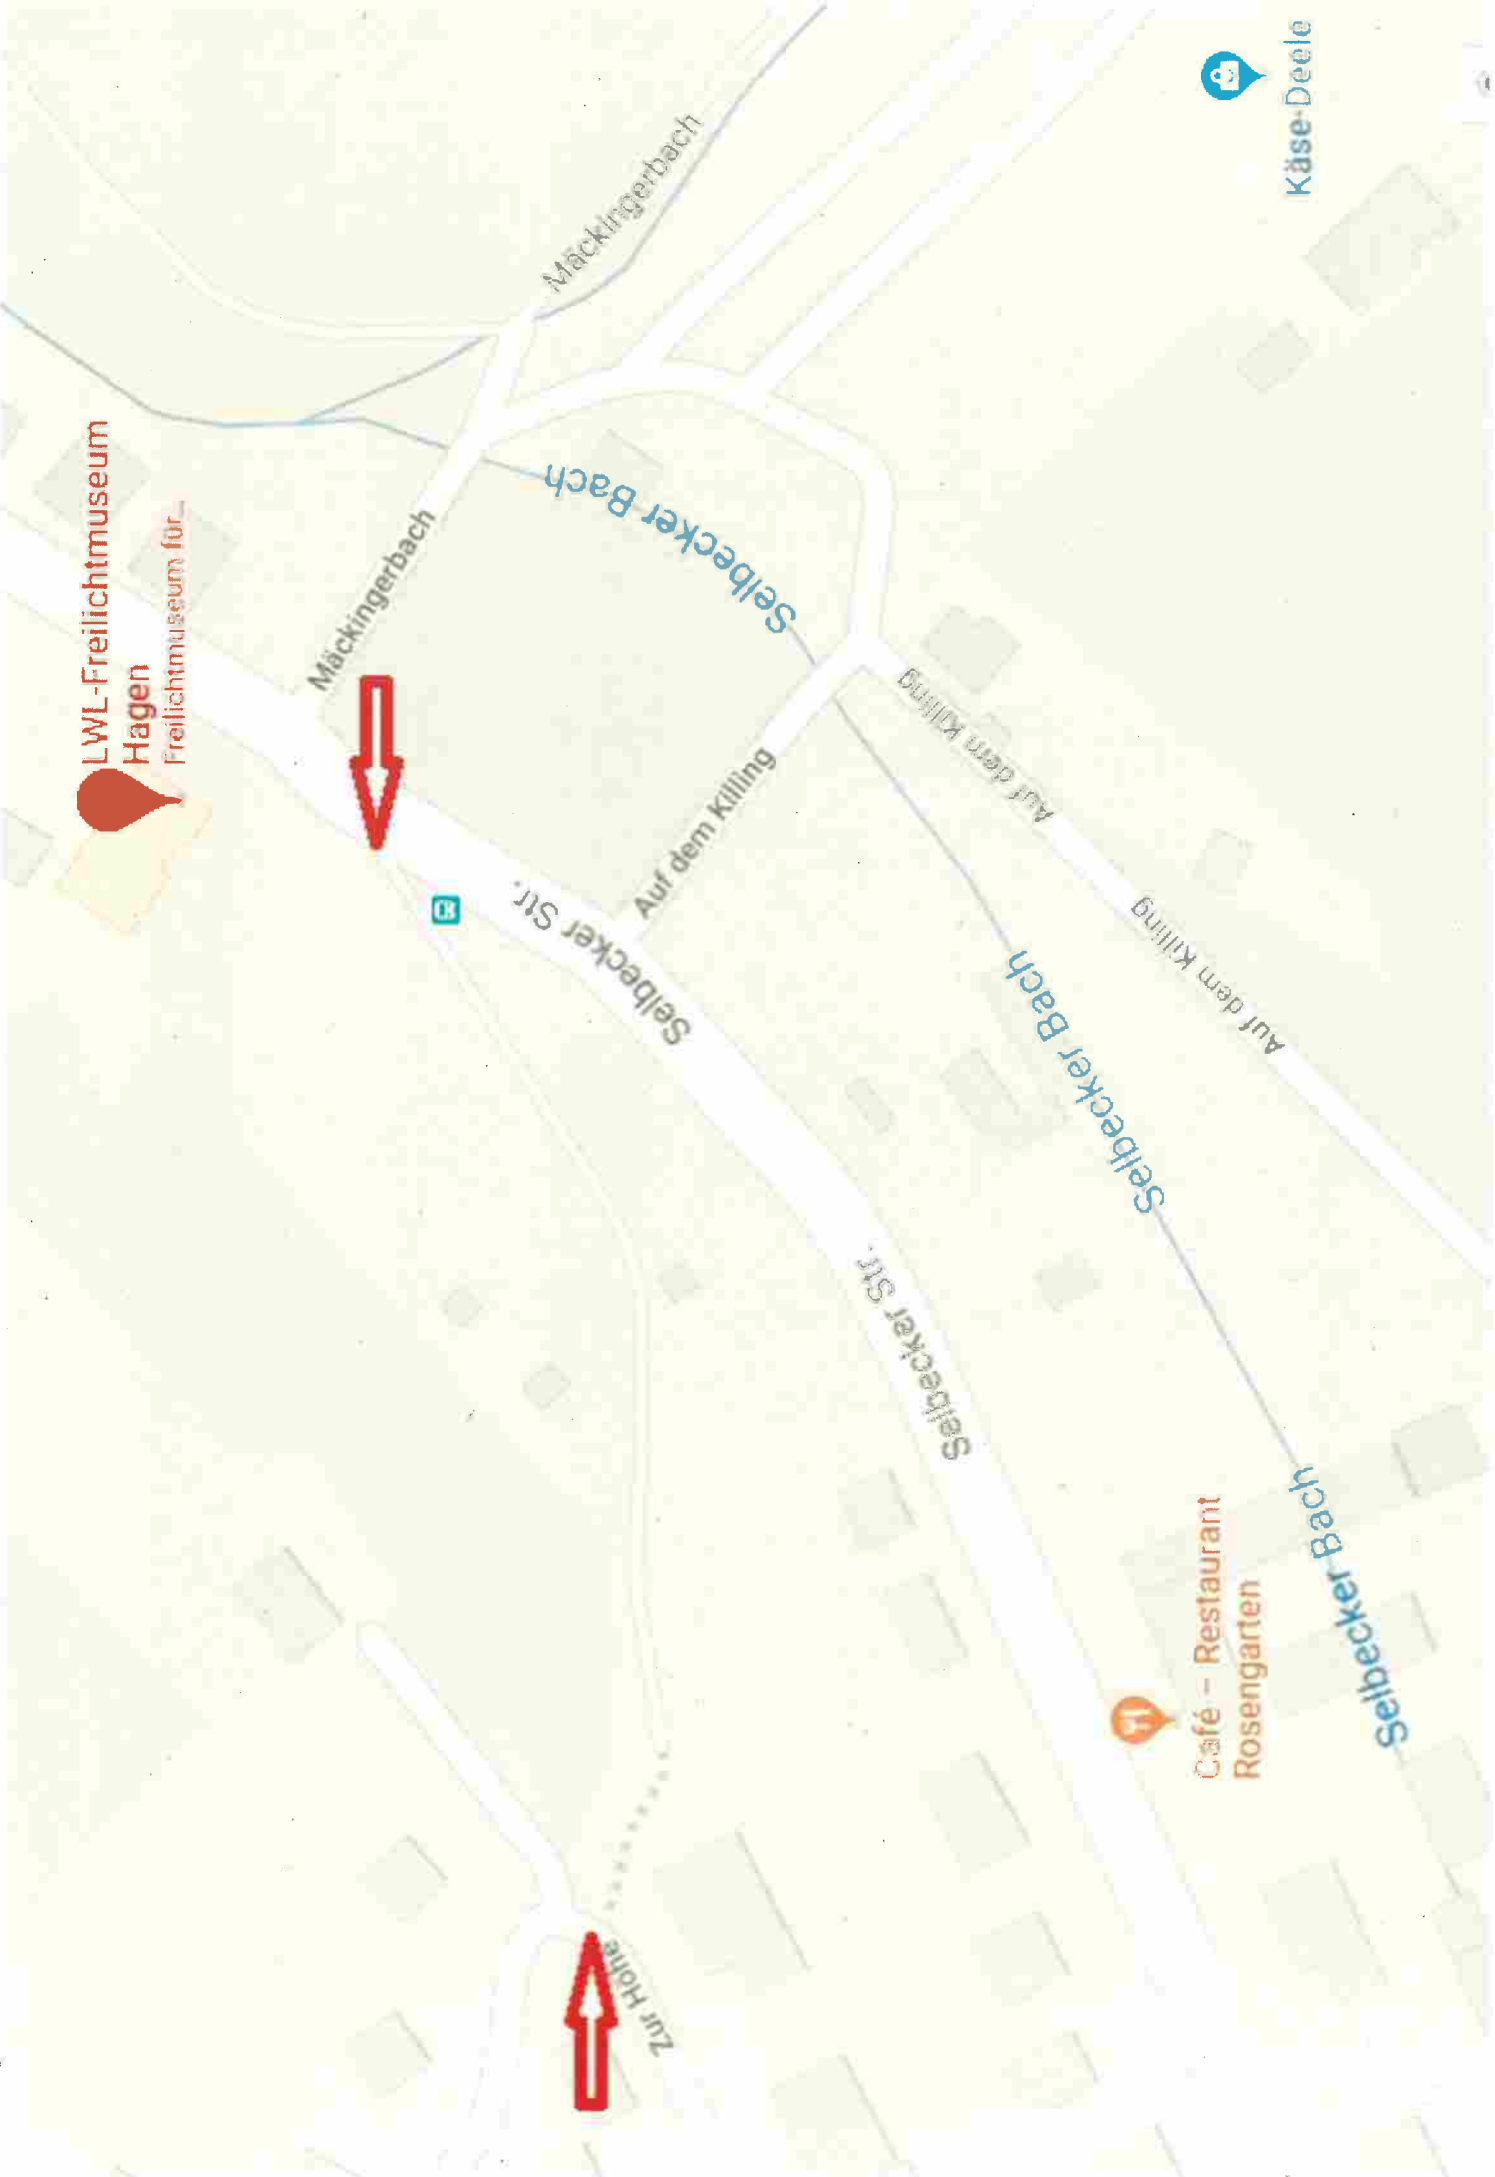 LWL-Freilichtmuseum
Hagen
Freilichtmuseum für...
Mäckingerbach
Mäckingerbach
Käse-Deele
Selbecker Bach
Auf dem Killing
Auf dem Killing
Auf dem Killing
Selbecker Str.
Selbecker Bach
Selbecker Str.
Selbecker Bach
Café – Restaurant
Rosengarten
Zur Höhe